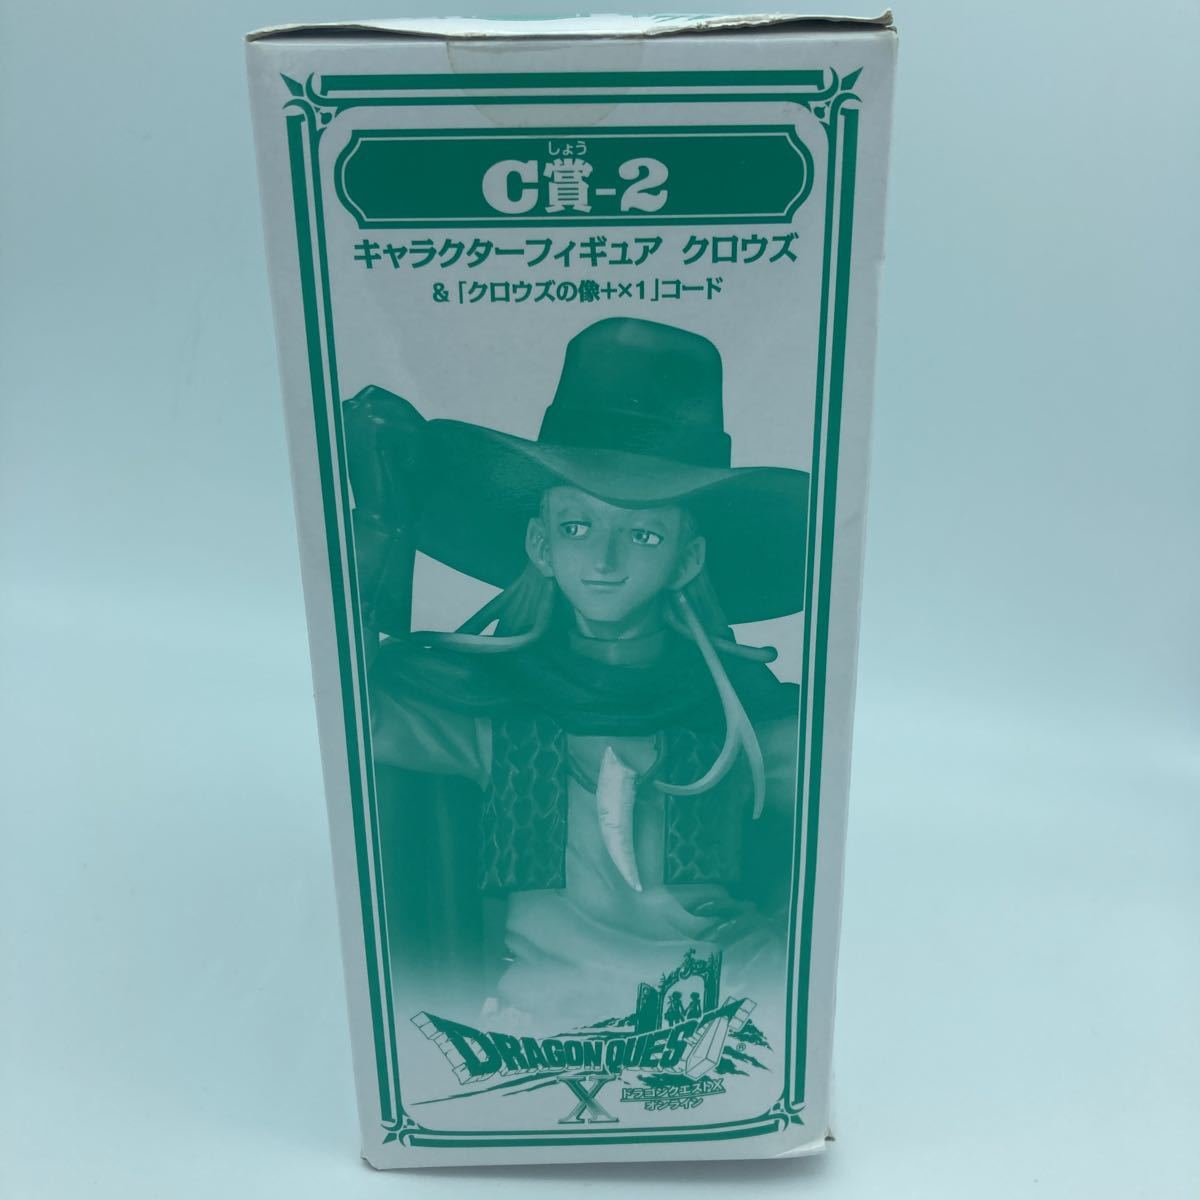 しょう
C賞-2
キャラクターフィギュア クロウズ
&「クロウズの像+×1」コード
DRAGON QUEST®
X
ドラゴンクエストX
オンライン